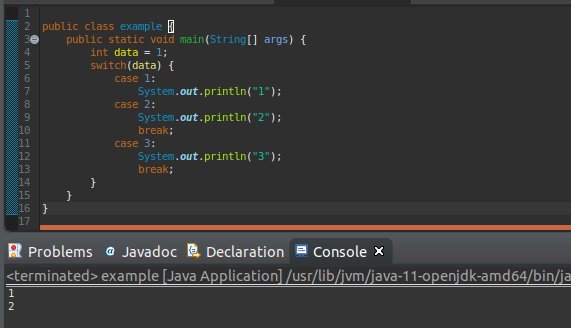 1
2 public class example {
3 public static void main(String[] args) {
4 int data = 1;
5 switch(data) {
6 case 1:
7 System.out.println("1");
8 case 2:
9 System.out.println("2");
10 break;
11 case 3:
12 System.out.println("3");
13 break;
14 }
15 }
16 }
17
Problems @ Javadoc Declaration Console
<terminated> example [Java Application] /usr/lib/jvm/java-11-openjdk-amd64/bin/ja
1
2